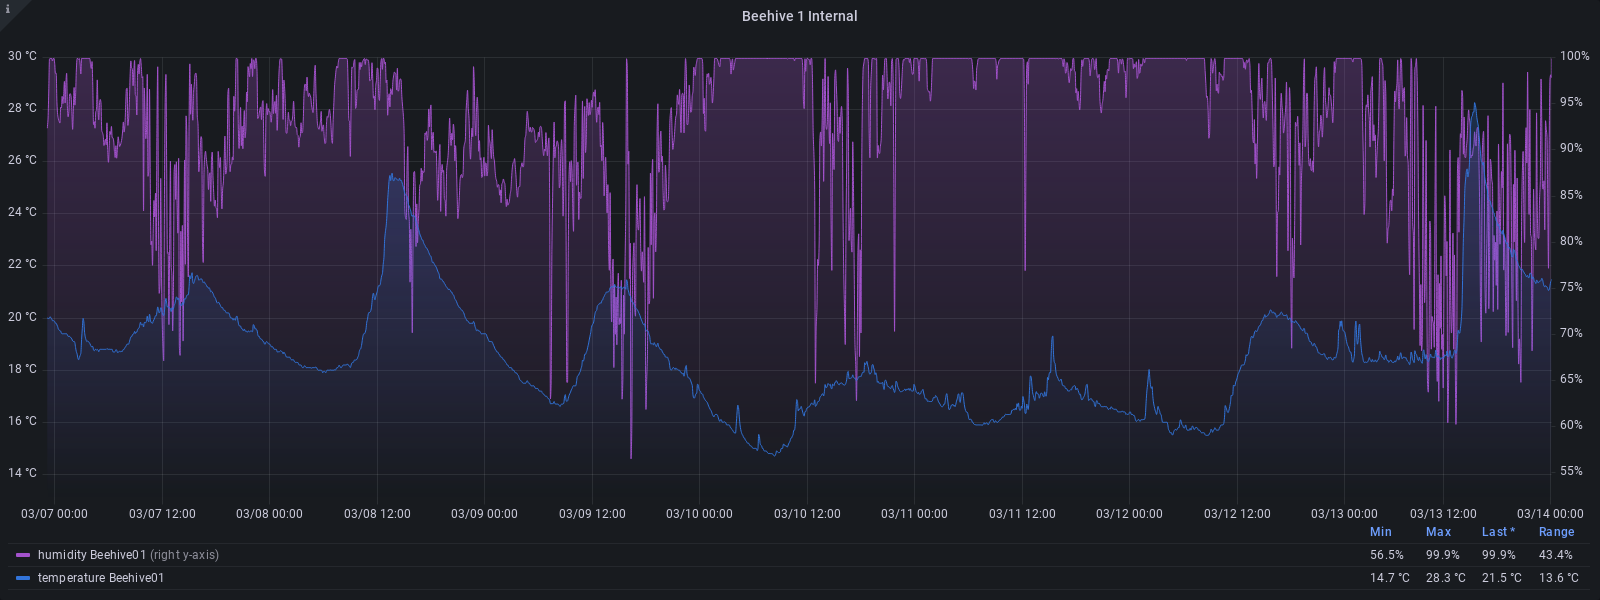 i
Beehive 1 Internal
30 °C 100%
28 °C 95%
26 °C 90%
24 °C 85%
22 °C 80%
20 °C 75%
18 °C 70%
16 °C 65%
14 °C 60%
55%
03/07 00:00 03/07 12:00 03/08 00:00 03/08 12:00 03/09 00:00 03/09 12:00 03/10 00:00 03/10 12:00 03/11 00:00 03/11 12:00 03/12 00:00 03/12 12:00 03/13 00:00 03/13 12:00 03/14 00:00
Min Max Last * Range
humidity Beehive01 (right y-axis) 56.5% 99.9% 99.9% 43.4%
temperature Beehive01 14.7 °C 28.3 °C 21.5 °C 13.6 °C